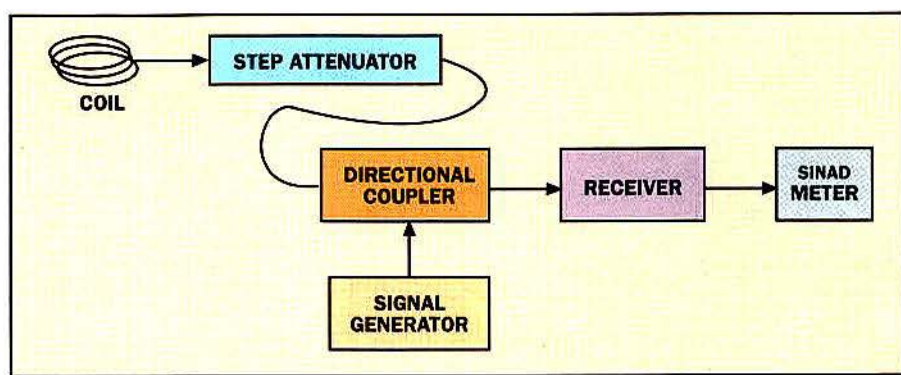 COIL
STEP ATTENUATOR
DIRECTIONAL
COUPLER
RECEIVER
SINAD
METER
SIGNAL
GENERATOR